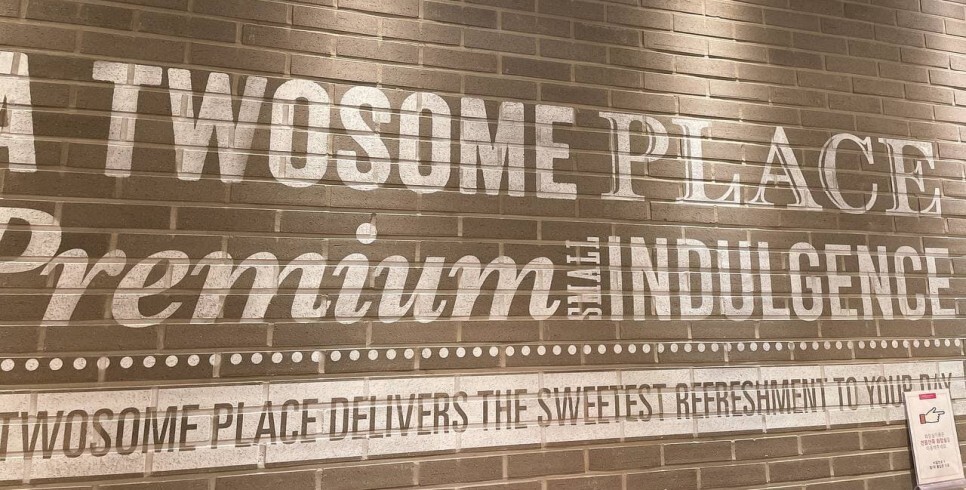 A TWOSOME PLACE
Premium SMALL INDULGENCE
TWOSOME PLACE DELIVERS THE SWEETEST REFRESHMENT TO YOUR DAY